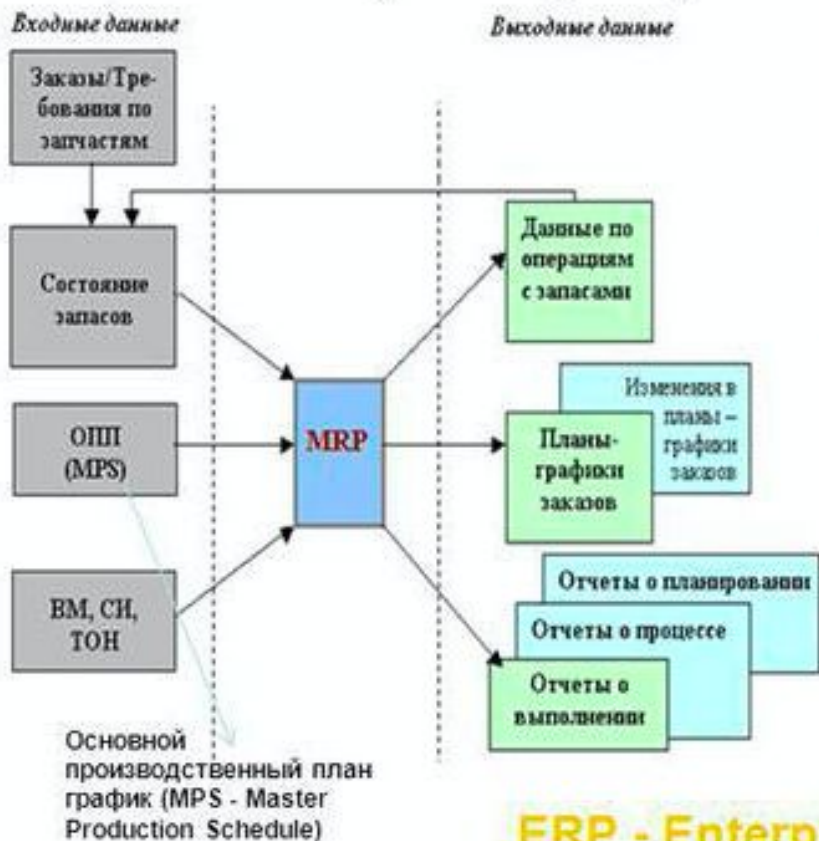 Входные данные
Выходные данные
Заказы/Тре-
бования по
запчастям
Состояние
запасов
ОПП
(MPS)
ВМ, СИ,
ТОН
MRP
Данные по
операциям
с запасами
Изменения в
планы –
графики
заказов
Планы-
графики
заказов
Отчеты о планировании
Отчеты о процессе
Отчеты о
выполнении
Основной
производственный план
график (MPS - Master
Production Schedule)
ERP - Enterp